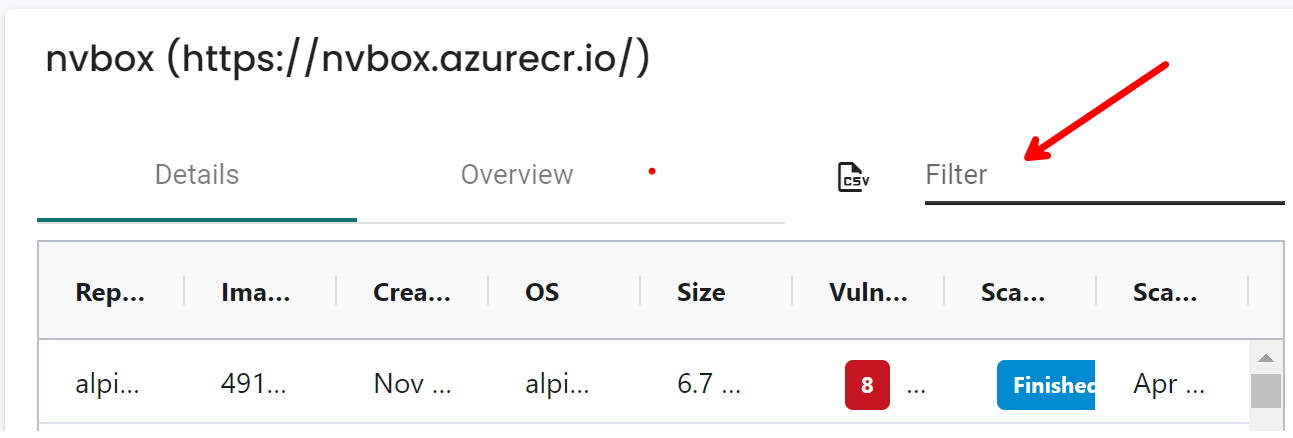 nvbox (https://nvbox.azurecr.io/)
Details Overview CSV Filter
Rep... Ima... Crea... OS Size Vuln... Sca... Sca...
alpi... 491... Nov ... alpi... 6.7 ... 8 ... Finished Apr ...